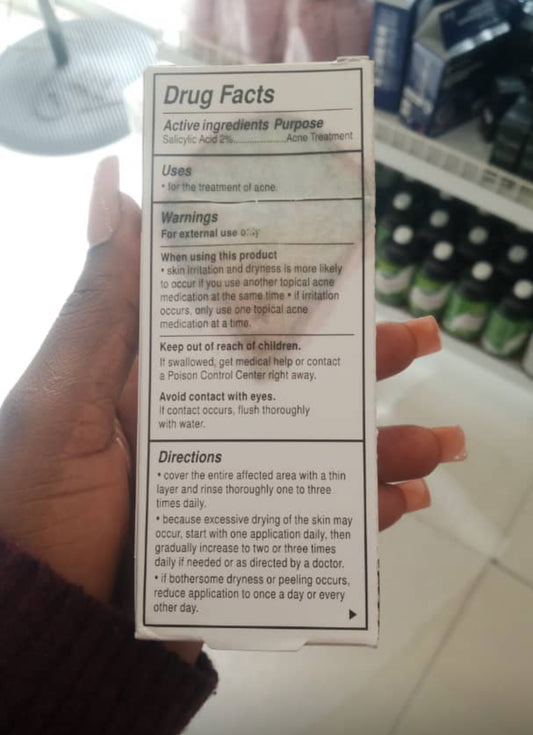 Drug Facts
Active ingredients Purpose
Salicylic Acid 2%......................Acne Treatment
Uses
• for the treatment of acne.
Warnings
For external use only
When using this product
• skin irritation and dryness is more likely
to occur if you use another topical acne
medication at the same time • if irritation
occurs, only use one topical acne
medication at a time.
Keep out of reach of children.
If swallowed, get medical help or contact
a Poison Control Center right away.
Avoid contact with eyes.
If contact occurs, flush thoroughly
with water.
Directions
• cover the entire affected area with a thin
layer and rinse thoroughly one to three
times daily.
• because excessive drying of the skin may
occur, start with one application daily, then
gradually increase to two or three times
daily if needed or as directed by a doctor.
• if bothersome dryness or peeling occurs,
reduce application to once a day or every
other day.